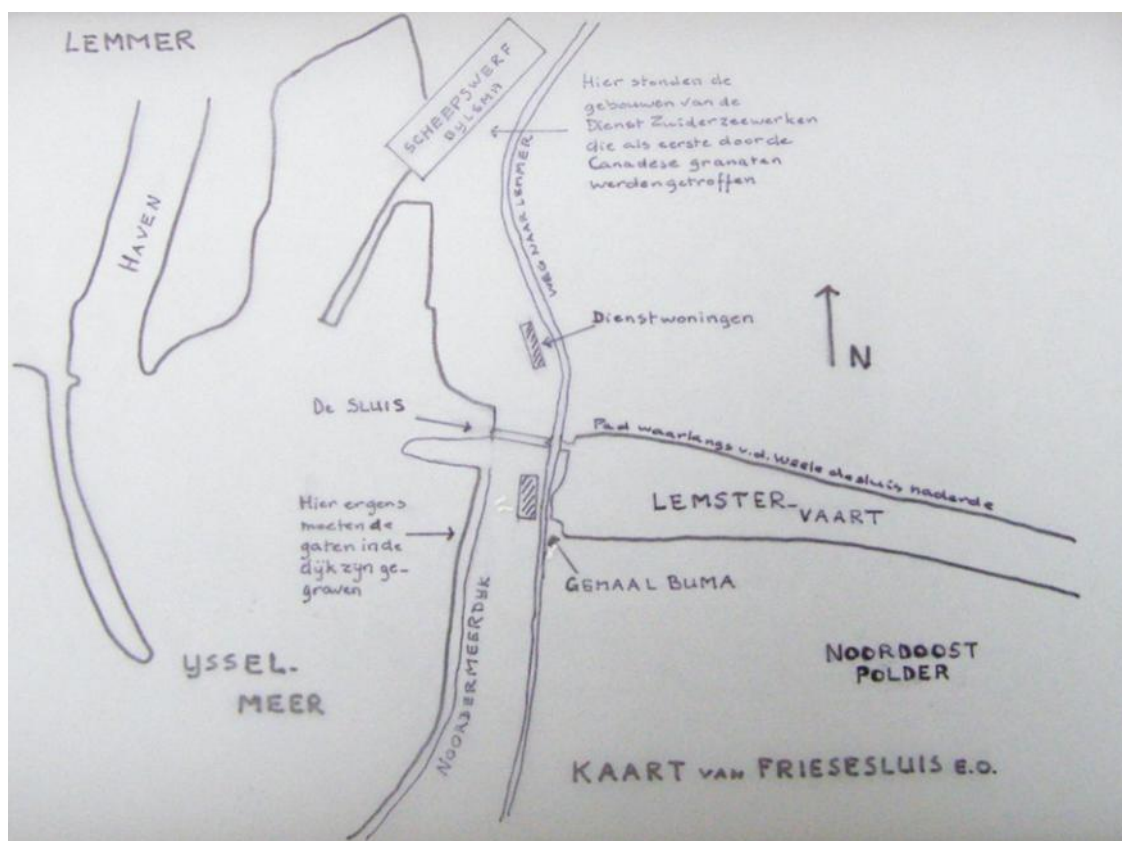 LEMMER
SCHEEPSWERF
BYLEMA
Hier stonden de
gebouwen van de
Dienst Zuiderzeewerken
die als eerste door de
Canadese granaten
werden getroffen
HAVEN
WEG NAAR LEMMER
Dienstwoningen
N
DE SLUIS
Pad waarlangs v.d. Weele de sluis naderde
LEMSTER-
VAART
Hier ergens
moeten de
gaten in de
dijk zijn ge-
graven
GEMAAL BUMA
YSSEL-
MEER
NOORDERMEERDYK
NOORDOOST
POLDER
KAART VAN FRIESESLUIS E.O.